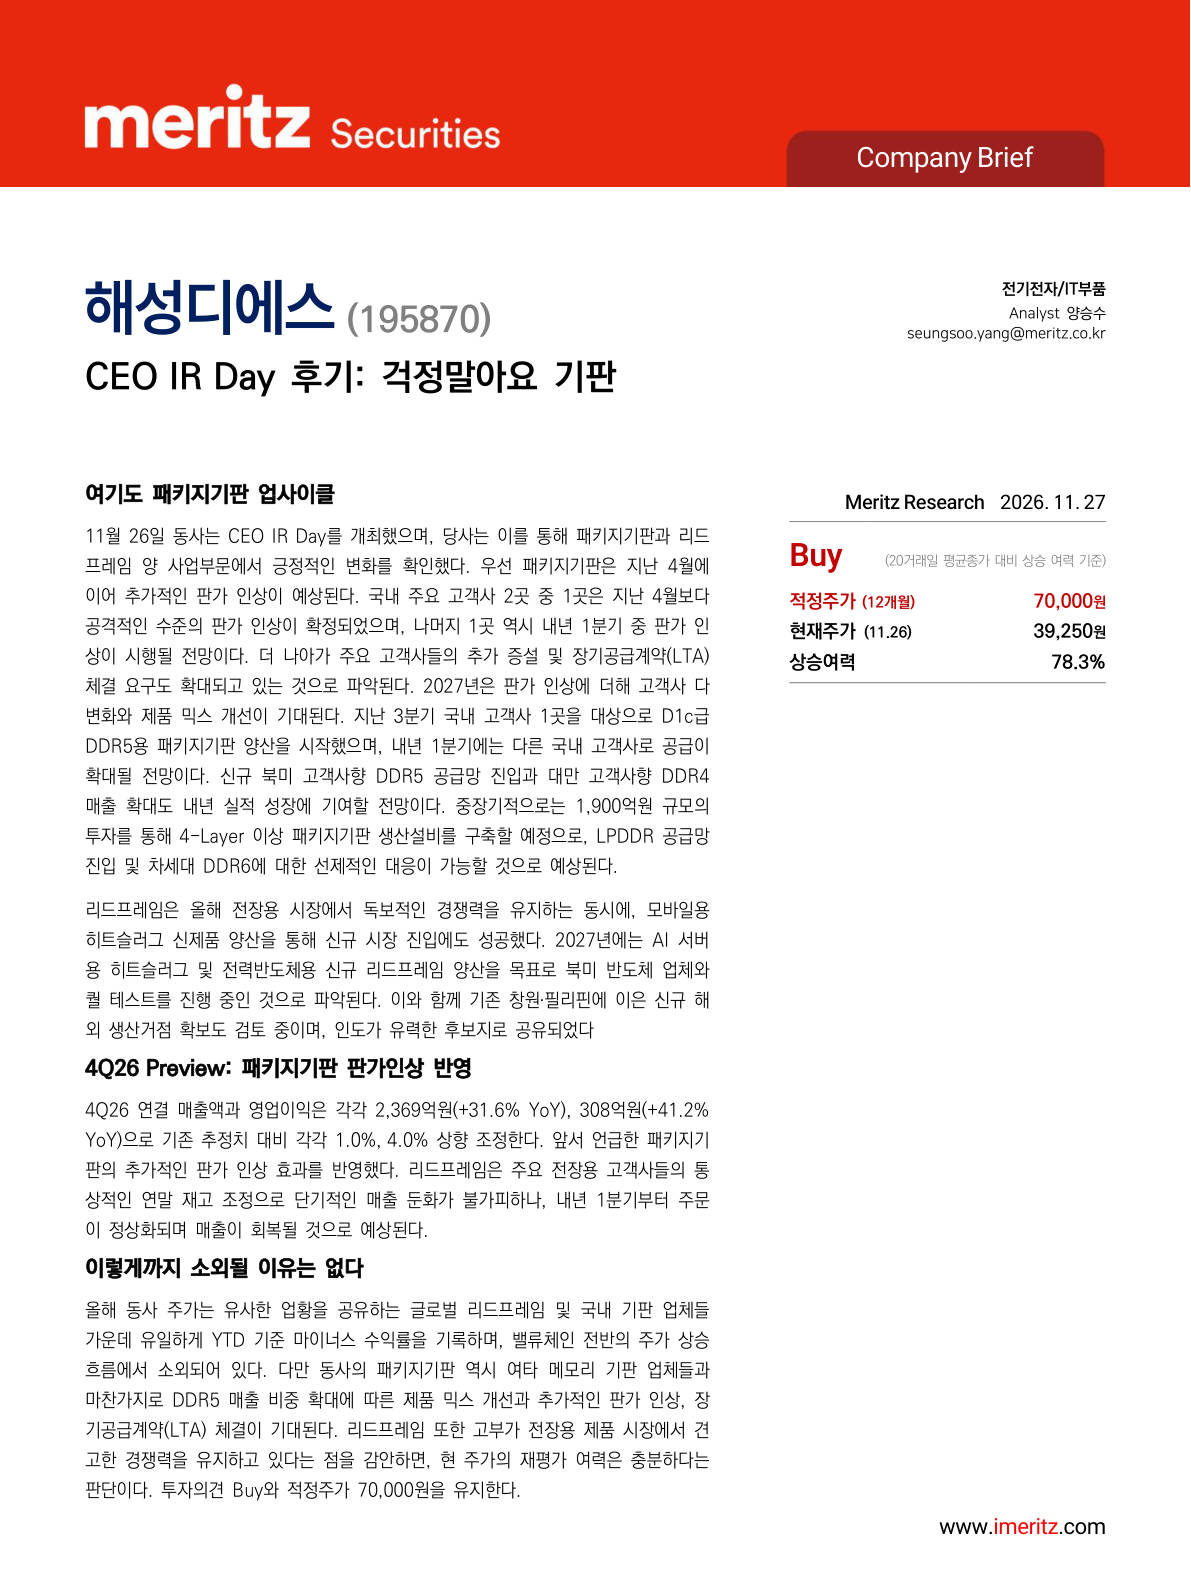 meritz Securities
Company Brief
해성디에스 (195870)
CEO IR Day 후기: 걱정말아요 기판
전기전자/IT부품
Analyst 양승수
seungsoo.yang@meritz.co.kr
여기도 패키지기판 업사이클
11월 26일 동사는 CEO IR Day를 개최했으며, 당사는 이를 통해 패키지기판과 리드
프레임 양 사업부문에서 긍정적인 변화를 확인했다. 우선 패키지기판은 지난 4월에
이어 추가적인 판가 인상이 예상된다. 국내 주요 고객사 2곳 중 1곳은 지난 4월보다
공격적인 수준의 판가 인상이 확정되었으며, 나머지 1곳 역시 내년 1분기 중 판가 인
상이 시행될 전망이다. 더 나아가 주요 고객사들의 추가 증설 및 장기공급계약(LTA)
체결 요구도 확대되고 있는 것으로 파악된다. 2027년은 판가 인상에 더해 고객사 다
변화와 제품 믹스 개선이 기대된다. 지난 3분기 국내 고객사 1곳을 대상으로 D1c급
DDR5용 패키지기판 양산을 시작했으며, 내년 1분기에는 다른 국내 고객사로 공급이
확대될 전망이다. 신규 북미 고객사향 DDR5 공급망 진입과 대만 고객사향 DDR4
매출 확대도 내년 실적 성장에 기여할 전망이다. 중장기적으로는 1,900억원 규모의
투자를 통해 4-Layer 이상 패키지기판 생산설비를 구축할 예정으로, LPDDR 공급망
진입 및 차세대 DDR6에 대한 선제적인 대응이 가능할 것으로 예상된다.
리드프레임은 올해 전장용 시장에서 독보적인 경쟁력을 유지하는 동시에, 모바일용
히트슬러그 신제품 양산을 통해 신규 시장 진입에도 성공했다. 2027년에는 AI 서버
용 히트슬러그 및 전력반도체용 신규 리드프레임 양산을 목표로 북미 반도체 업체와
퀄 테스트를 진행 중인 것으로 파악된다. 이와 함께 기존 창원·필리핀에 이은 신규 해
외 생산거점 확보도 검토 중이며, 인도가 유력한 후보지로 공유되었다
4Q26 Preview: 패키지기판 판가인상 반영
4Q26 연결 매출액과 영업이익은 각각 2,369억원(+31.6% YoY), 308억원(+41.2%
YoY)으로 기존 추정치 대비 각각 1.0%, 4.0% 상향 조정한다. 앞서 언급한 패키지기
판의 추가적인 판가 인상 효과를 반영했다. 리드프레임은 주요 전장용 고객사들의 통
상적인 연말 재고 조정으로 단기적인 매출 둔화가 불가피하나, 내년 1분기부터 주문
이 정상화되며 매출이 회복될 것으로 예상된다.
이렇게까지 소외될 이유는 없다
올해 동사 주가는 유사한 업황을 공유하는 글로벌 리드프레임 및 국내 기판 업체들
가운데 유일하게 YTD 기준 마이너스 수익률을 기록하며, 밸류체인 전반의 주가 상승
흐름에서 소외되어 있다. 다만 동사의 패키지기판 역시 여타 메모리 기판 업체들과
마찬가지로 DDR5 매출 비중 확대에 따른 제품 믹스 개선과 추가적인 판가 인상, 장
기공급계약(LTA) 체결이 기대된다. 리드프레임 또한 고부가 전장용 제품 시장에서 견
고한 경쟁력을 유지하고 있다는 점을 감안하면, 현 주가의 재평가 여력은 충분하다는
판단이다. 투자의견 Buy와 적정주가 70,000원을 유지한다.
Meritz Research 2026. 11. 27
Buy (20거래일 평균종가 대비 상승 여력 기준)
적정주가 (12개월) 70,000원
현재주가 (11.26) 39,250원
상승여력 78.3%
www.imeritz.com